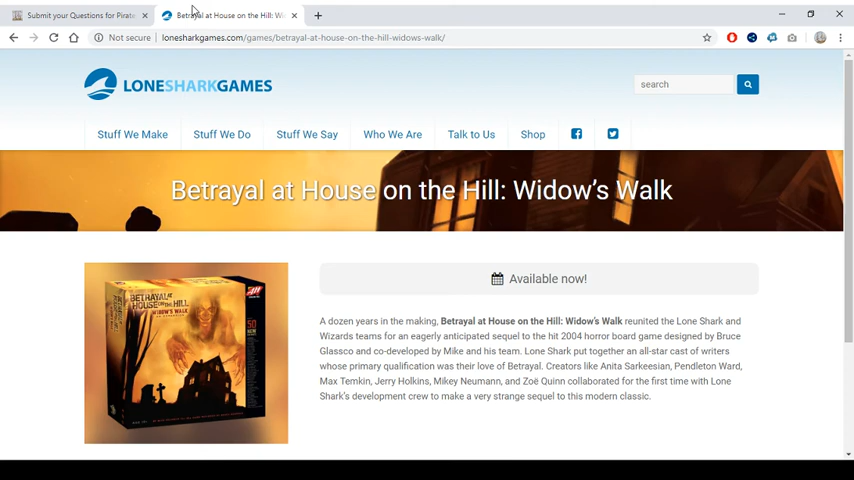 Submit your Questions for Pirate
Betrayal at House on the Hill: Wi
Not secure
lonesharkgames.com/games/betrayal-at-house-on-the-hill-widows-walk/
LONESHARKGAMES
search
Stuff We Make
Stuff We Do
Stuff We Say
Who We Are
Talk to Us
Shop
Betrayal at House on the Hill: Widow's Walk
Available now!
BETRAYAL AT
HOUSE ON THE HILL
WIDOW'S WALK
50
A dozen years in the making, Betrayal at House on the Hill: Widow's Walk reunited the Lone Shark and
Wizards teams for an eagerly anticipated sequel to the hit 2004 horror board game designed by Bruce
Glassco and co-developed by Mike and his team. Lone Shark put together an all-star cast of writers
whose primary qualification was their love of Betrayal. Creators like Anita Sarkeesian, Pendleton Ward,
Max Temkin, Jerry Holkins, Mikey Neumann, and Zoë Quinn collaborated for the first time with Lone
Shark's development crew to make a very strange sequel to this modern classic.